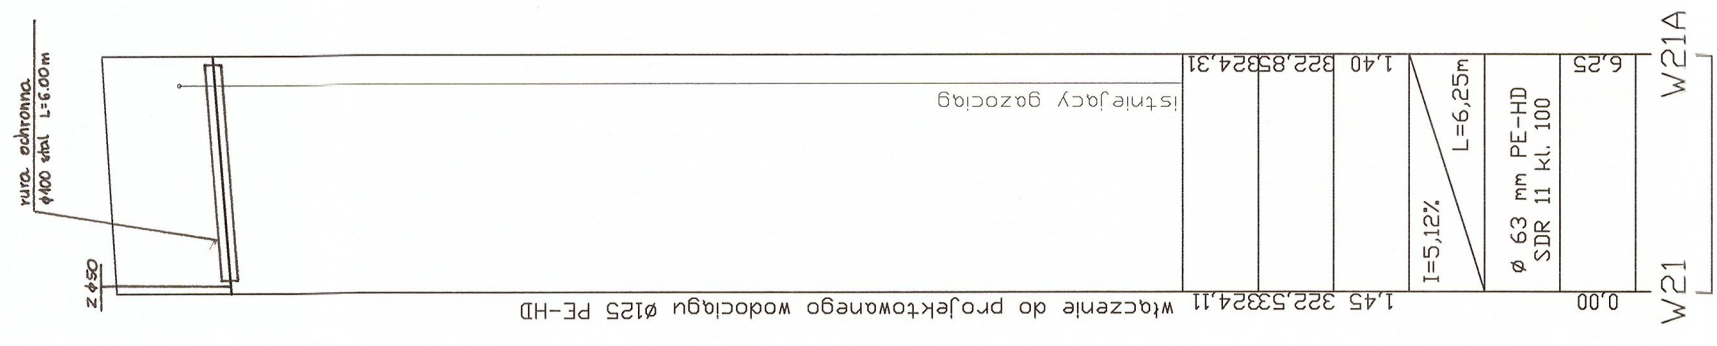 rura ochronna
ϕ100 stal L=6.00m
Z ϕ50
istniejący gazociąg
włączenie do projektowanego wodociągu Ø125 PE-HD
324,11
324,31
322,53
322,85
1,45
1,40
I=5,12%
L=6,25m
Ø 63 mm PE-HD
SDR 11 kl. 100
0,00
6,25
W21
W21A